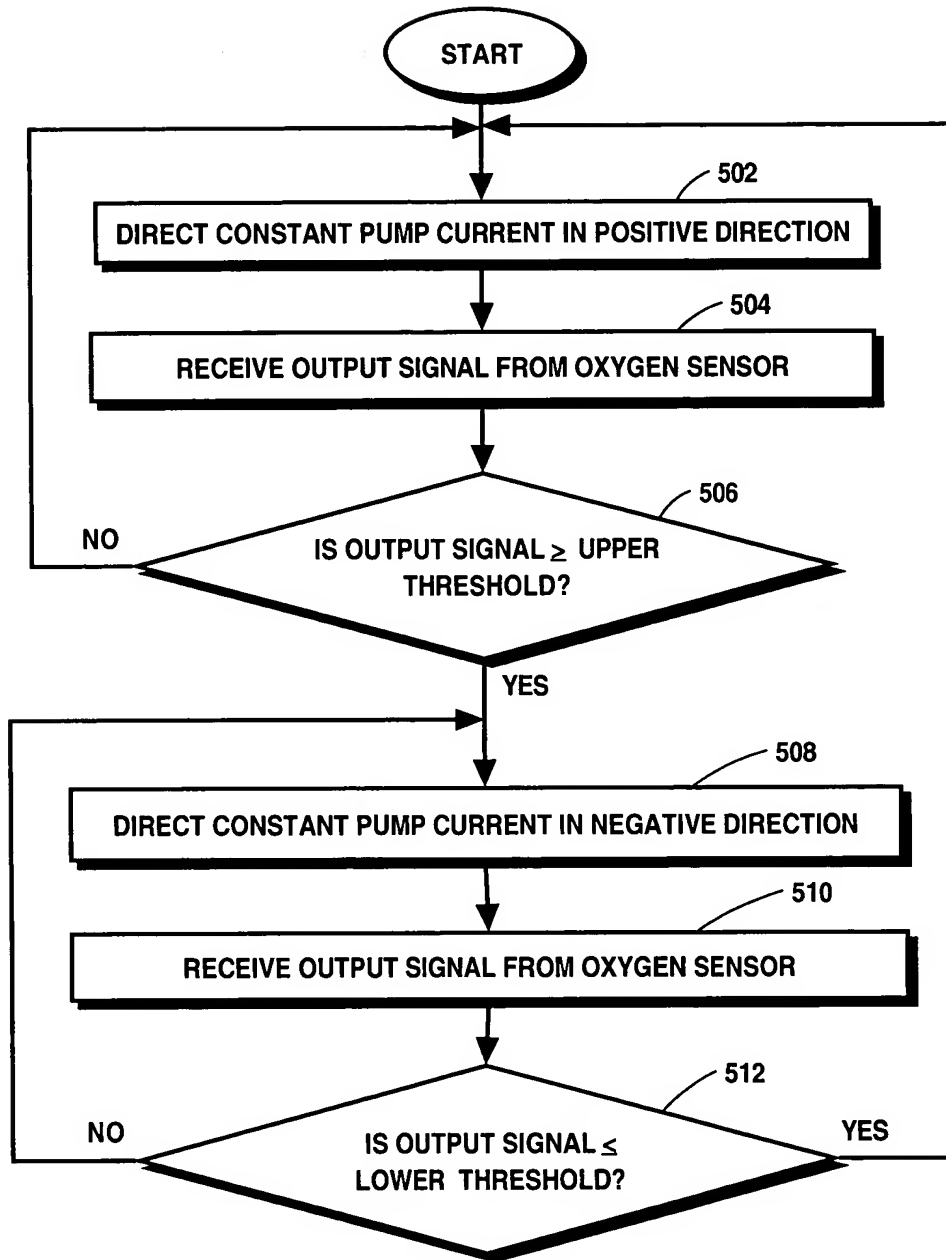 START
502
DIRECT CONSTANT PUMP CURRENT IN POSITIVE DIRECTION
504
RECEIVE OUTPUT SIGNAL FROM OXYGEN SENSOR
506
NO
IS OUTPUT SIGNAL ≥ UPPER
THRESHOLD?
YES
508
DIRECT CONSTANT PUMP CURRENT IN NEGATIVE DIRECTION
510
RECEIVE OUTPUT SIGNAL FROM OXYGEN SENSOR
512
NO
IS OUTPUT SIGNAL ≤
LOWER THRESHOLD?
YES